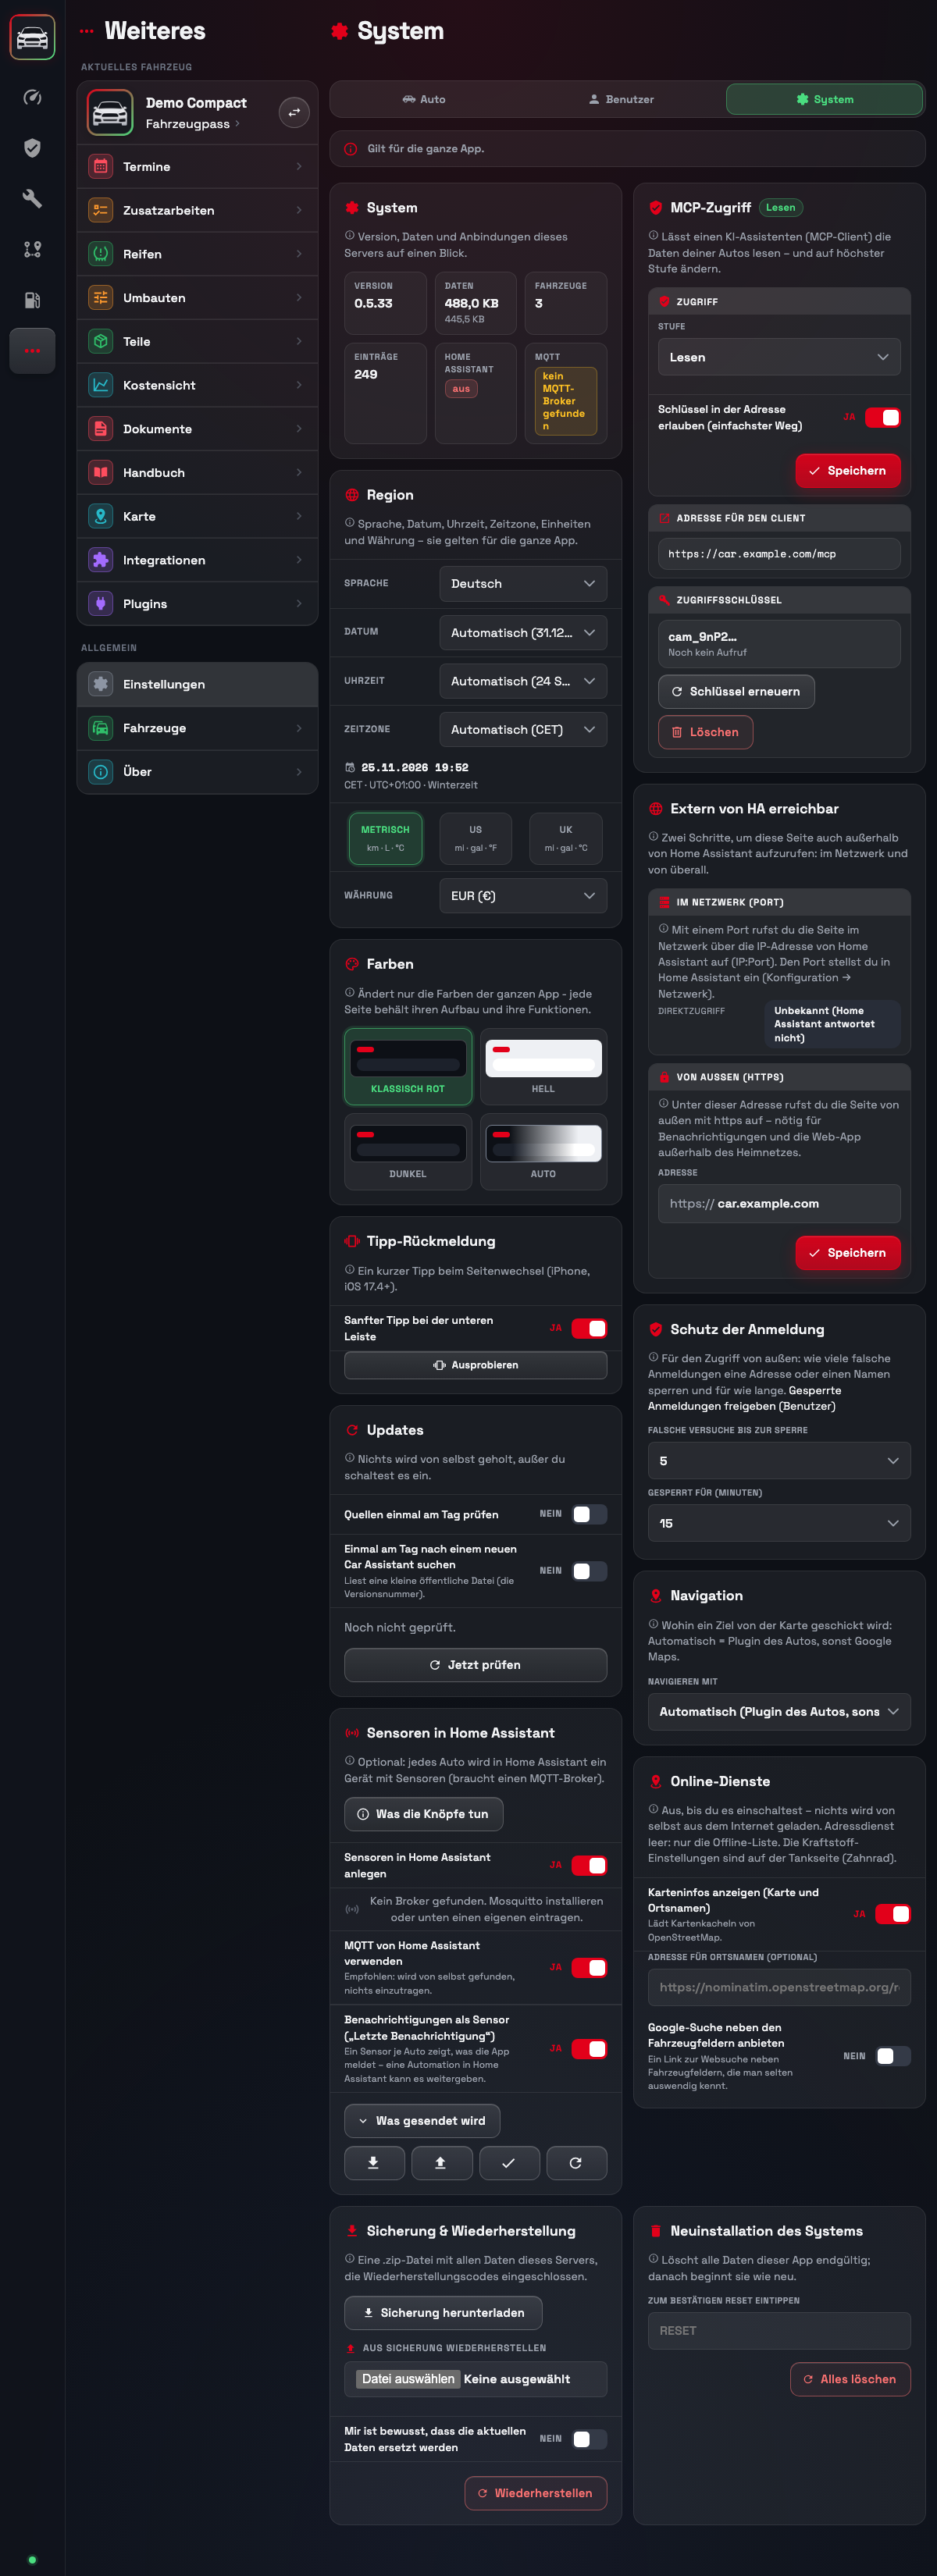 Weiteres
AKTUELLES FAHRZEUG
Demo Compact
Fahrzeugpass
Termine
Zusatzarbeiten
Reifen
Umbauten
Teile
Kostensicht
Dokumente
Handbuch
Karte
Integrationen
Plugins
ALLGEMEIN
Einstellungen
Fahrzeuge
Über
System
Auto
Benutzer
System
Gilt für die ganze App.
System
Version, Daten und Anbindungen dieses
Servers auf einen Blick.
VERSION
0.5.33
DATEN
488,0 KB
445,5 KB
FAHRZEUGE
3
EINTRÄGE
249
HOME
ASSISTANT
aus
MQTT
kein
MQTT-
Broker
gefunde
n
Region
Sprache, Datum, Uhrzeit, Zeitzone, Einheiten
und Währung – sie gelten für die ganze App.
SPRACHE
Deutsch
DATUM
Automatisch (31.12...
UHRZEIT
Automatisch (24 S...
ZEITZONE
Automatisch (CET)
25.11.2026 19:52
CET · UTC+01:00 · Winterzeit
METRISCH
km · L · °C
US
mi · gal · °F
UK
mi · gal · °C
WÄHRUNG
EUR (€)
Farben
Ändert nur die Farben der ganzen App - jede
Seite behält ihren Aufbau und ihre Funktionen.
KLASSISCH ROT
HELL
DUNKEL
AUTO
Tipp-Rückmeldung
Ein kurzer Tipp beim Seitenwechsel (iPhone,
iOS 17.4+).
Sanfter Tipp bei der unteren
Leiste
JA
Ausprobieren
Updates
Nichts wird von selbst geholt, außer du
schaltest es ein.
Quellen einmal am Tag prüfen
NEIN
Einmal am Tag nach einem neuen
Car Assistant suchen
Liest eine kleine öffentliche Datei (die
Versionsnummer).
NEIN
Noch nicht geprüft.
Jetzt prüfen
Sensoren in Home Assistant
Optional: jedes Auto wird in Home Assistant ein
Gerät mit Sensoren (braucht einen MQTT-Broker).
Was die Knöpfe tun
Sensoren in Home Assistant
anlegen
JA
Kein Broker gefunden. Mosquitto installieren
oder unten einen eigenen eintragen.
MQTT von Home Assistant
verwenden
Empfohlen: wird von selbst gefunden,
nichts einzutragen.
JA
Benachrichtigungen als Sensor
(„Letzte Benachrichtigung“)
Ein Sensor je Auto zeigt, was die App
meldet – eine Automation in Home
Assistant kann es weitergeben.
JA
Was gesendet wird
Sicherung & Wiederherstellung
Eine .zip-Datei mit allen Daten dieses Servers,
die Wiederherstellungscodes eingeschlossen.
Sicherung herunterladen
AUS SICHERUNG WIEDERHERSTELLEN
Datei auswählen Keine ausgewählt
Mir ist bewusst, dass die aktuellen
Daten ersetzt werden
NEIN
Wiederherstellen
MCP-Zugriff
Lesen
Lässt einen KI-Assistenten (MCP-Client) die
Daten deiner Autos lesen – und auf höchster
Stufe ändern.
ZUGRIFF
STUFE
Lesen
Schlüssel in der Adresse
erlauben (einfachster Weg)
JA
Speichern
ADRESSE FÜR DEN CLIENT
https://car.example.com/mcp
ZUGRIFFSSCHLÜSSEL
cam_9nP2…
Noch kein Aufruf
Schlüssel erneuern
Löschen
Extern von HA erreichbar
Zwei Schritte, um diese Seite auch außerhalb
von Home Assistant aufzurufen: im Netzwerk und
von überall.
IM NETZWERK (PORT)
Mit einem Port rufst du die Seite im
Netzwerk über die IP-Adresse von Home
Assistant auf (IP:Port). Den Port stellst du in
Home Assistant ein (Konfiguration →
Netzwerk).
DIREKTZUGRIFF
Unbekannt (Home
Assistant antwortet
nicht)
VON AUSSEN (HTTPS)
Unter dieser Adresse rufst du die Seite von
außen mit https auf – nötig für
Benachrichtigungen und die Web-App
außerhalb des Heimnetzes.
ADRESSE
https:// car.example.com
Speichern
Schutz der Anmeldung
Für den Zugriff von außen: wie viele falsche
Anmeldungen eine Adresse oder einen Namen
sperren und für wie lange. Gesperrte
Anmeldungen freigeben (Benutzer)
FALSCHE VERSUCHE BIS ZUR SPERRE
5
GESPERRT FÜR (MINUTEN)
15
Navigation
Wohin ein Ziel von der Karte geschickt wird:
Automatisch = Plugin des Autos, sonst Google
Maps.
NAVIGIEREN MIT
Automatisch (Plugin des Autos, sons
Online-Dienste
Aus, bis du es einschaltest – nichts wird von
selbst aus dem Internet geladen. Adressdienst
leer: nur die Offline-Liste. Die Kraftstoff-
Einstellungen sind auf der Tankseite (Zahnrad).
Karteninfos anzeigen (Karte und
Ortsnamen)
Lädt Kartenkacheln von
OpenStreetMap.
JA
ADRESSE FÜR ORTSNAMEN (OPTIONAL)
https://nominatim.openstreetmap.org/r
Google-Suche neben den
Fahrzeugfeldern anbieten
Ein Link zur Websuche neben
Fahrzeugfeldern, die man selten
auswendig kennt.
NEIN
Neuinstallation des Systems
Löscht alle Daten dieser App endgültig;
danach beginnt sie wie neu.
ZUM BESTÄTIGEN RESET EINTIPPEN
RESET
Alles löschen